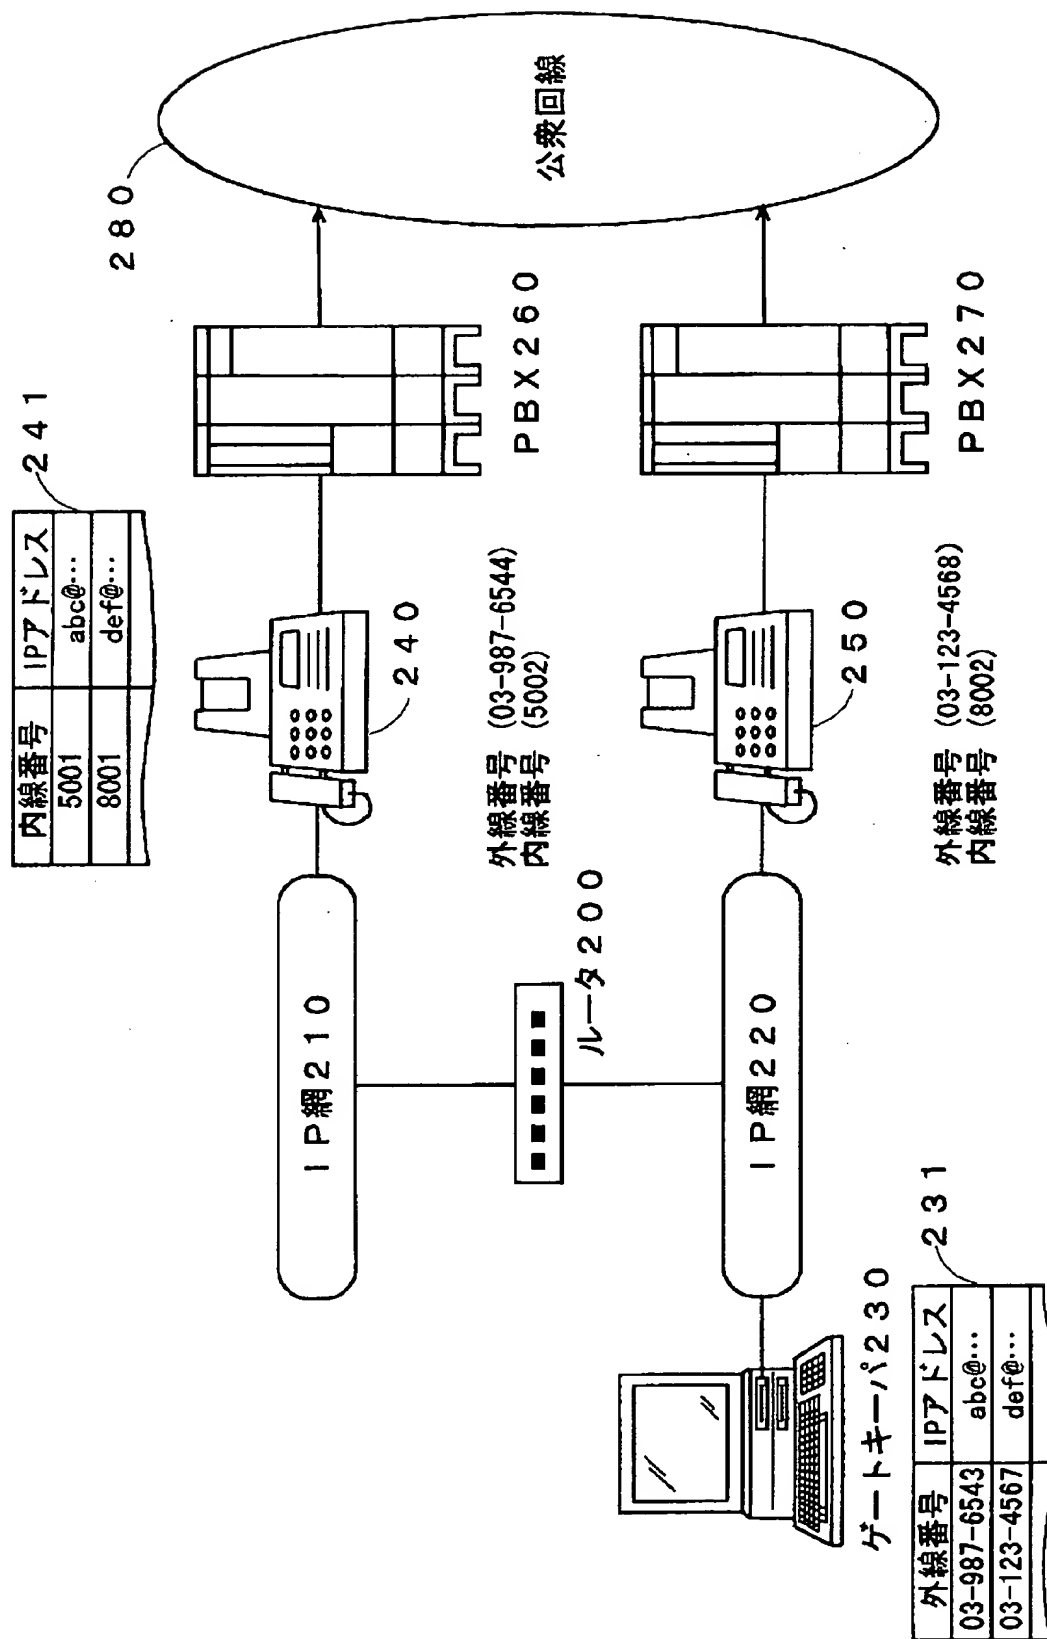 内線番号 IPアドレス
5001 abc@…
8001 def@…
241
280
公衆回線
PBX260
240
外線番号 (03-987-6544)
内線番号 (5002)
IP網210
ルータ200
PBX270
250
外線番号 (03-123-4568)
内線番号 (8002)
IP網220
ゲートキーパ230
231
外線番号 IPアドレス
03-987-6543 abc@…
03-123-4567 def@…